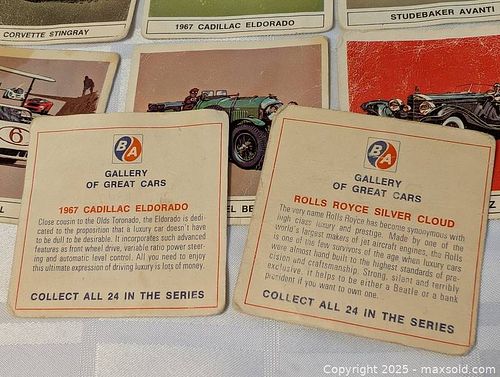 CORVETTE STINGRAY
1967 CADILLAC ELDORADO
STUDEBAKER AVANTI
6
BA
GALLERY
OF GREAT CARS
1967 CADILLAC ELDORADO
Close cousin to the Olds Toronado, the Eldorado is dedi-
cated to the proposition that a luxury car doesn't have
to be dull to be desirable. It incorporates such advanced
features as front wheel drive, variable ratio power steer-
ing and automatic level control. All you need to enjoy
this ultimate expression of driving luxury is lots of money.
COLLECT ALL 24 IN THE SERIES
BA
GALLERY
OF GREAT CARS
ROLLS ROYCE SILVER CLOUD
The very name Rolls Royce has become synonymous with
high class luxury and prestige. Made by one of the
world's largest makers of jet aircraft engines, the Rolls
is one of the few survivors of the age when luxury cars
were almost hand built to the highest standards of pre-
cision and craftsmanship. Strong, silent and terribly
exclusive, it helps to be either a Beatle or a bank
president if you want to own one.
COLLECT ALL 24 IN THE SERIES
Copyright 2025 - maxsold.com